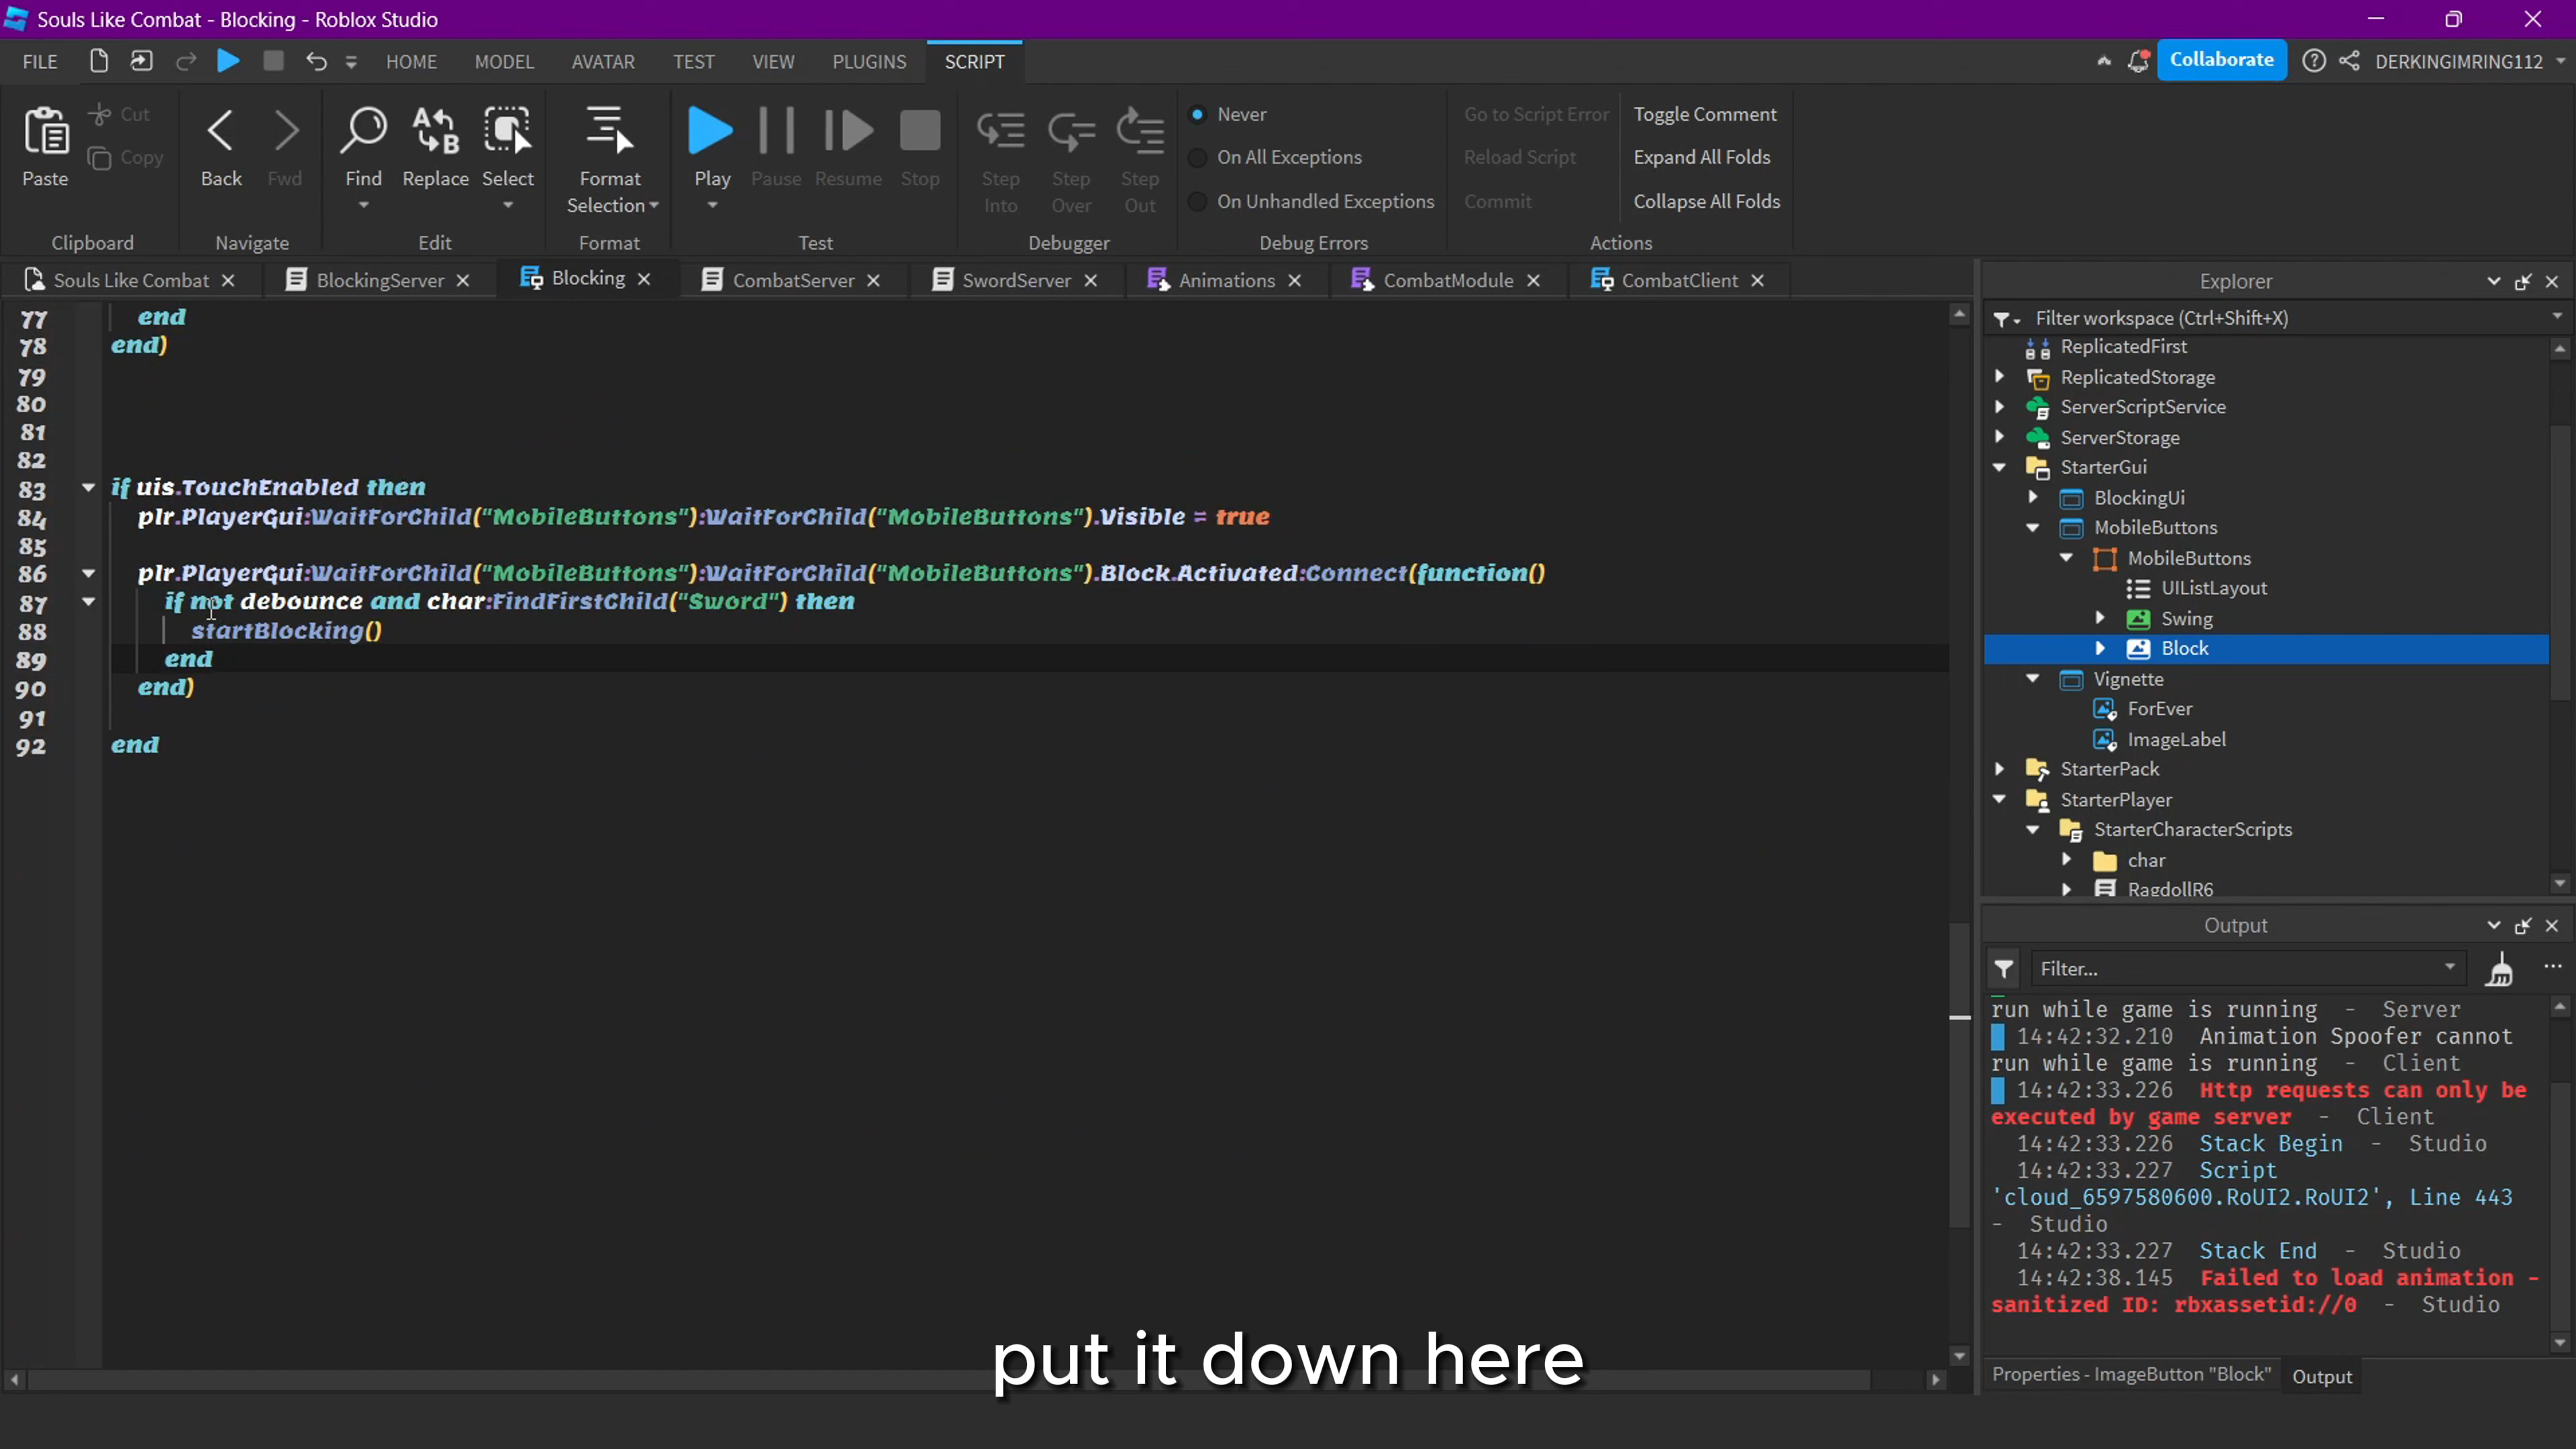 Souls Like Combat - Blocking - Roblox Studio
FILE HOME MODEL AVATAR TEST VIEW PLUGINS SCRIPT Collaborate DERKINGIMRING112
Paste Cut Copy Clipboard
Back Fwd Navigate
Find Replace Select Edit
Format Selection Format
Play Pause Resume Stop Test
Step Into Step Over Step Out Debugger
Never
On All Exceptions
On Unhandled Exceptions
Debug Errors
Go to Script Error
Reload Script
Commit
Toggle Comment
Expand All Folds
Collapse All Folds
Actions
Souls Like Combat BlockingServer Blocking CombatServer SwordServer Animations CombatModule CombatClient
77 end
78 end)
79
80
81
82
83 if uis.TouchEnabled then
84 plr.PlayerGui:WaitForChild("MobileButtons"):WaitForChild("MobileButtons").Visible = true
85
86 plr.PlayerGui:WaitForChild("MobileButtons"):WaitForChild("MobileButtons").Block.Activated:Connect(function()
87 if not debounce and char:FindFirstChild("Sword") then
88 startBlocking()
89 end
90 end)
91
92 end
Explorer
Filter workspace (Ctrl+Shift+X)
ReplicatedFirst
ReplicatedStorage
ServerScriptService
ServerStorage
StarterGui
BlockingUi
MobileButtons
MobileButtons
UIListLayout
Swing
Block
Vignette
ForEver
ImageLabel
StarterPack
StarterPlayer
StarterCharacterScripts
char
RagdollR6
Output
Filter...
run while game is running - Server
14:42:32.210 Animation Spoofer cannot
run while game is running - Client
14:42:33.226 Http requests can only be
executed by game server - Client
14:42:33.226 Stack Begin - Studio
14:42:33.227 Script
'cloud_6597580600.RoUI2.RoUI2', Line 443
- Studio
14:42:33.227 Stack End - Studio
14:42:38.145 Failed to load animation -
sanitized ID: rbxassetid://0 - Studio
Properties - ImageButton "Block" Output
put it down here